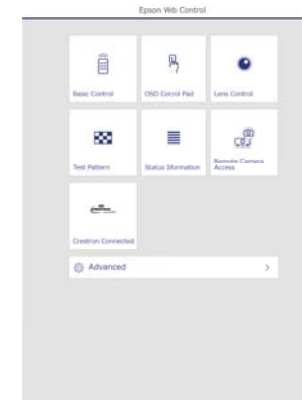 Epson Web Control
Basic Control
OSD Control Pad
Lens Control
Test Pattern
Status Information
Remote Camera
Access
Crestron Connected
Advanced